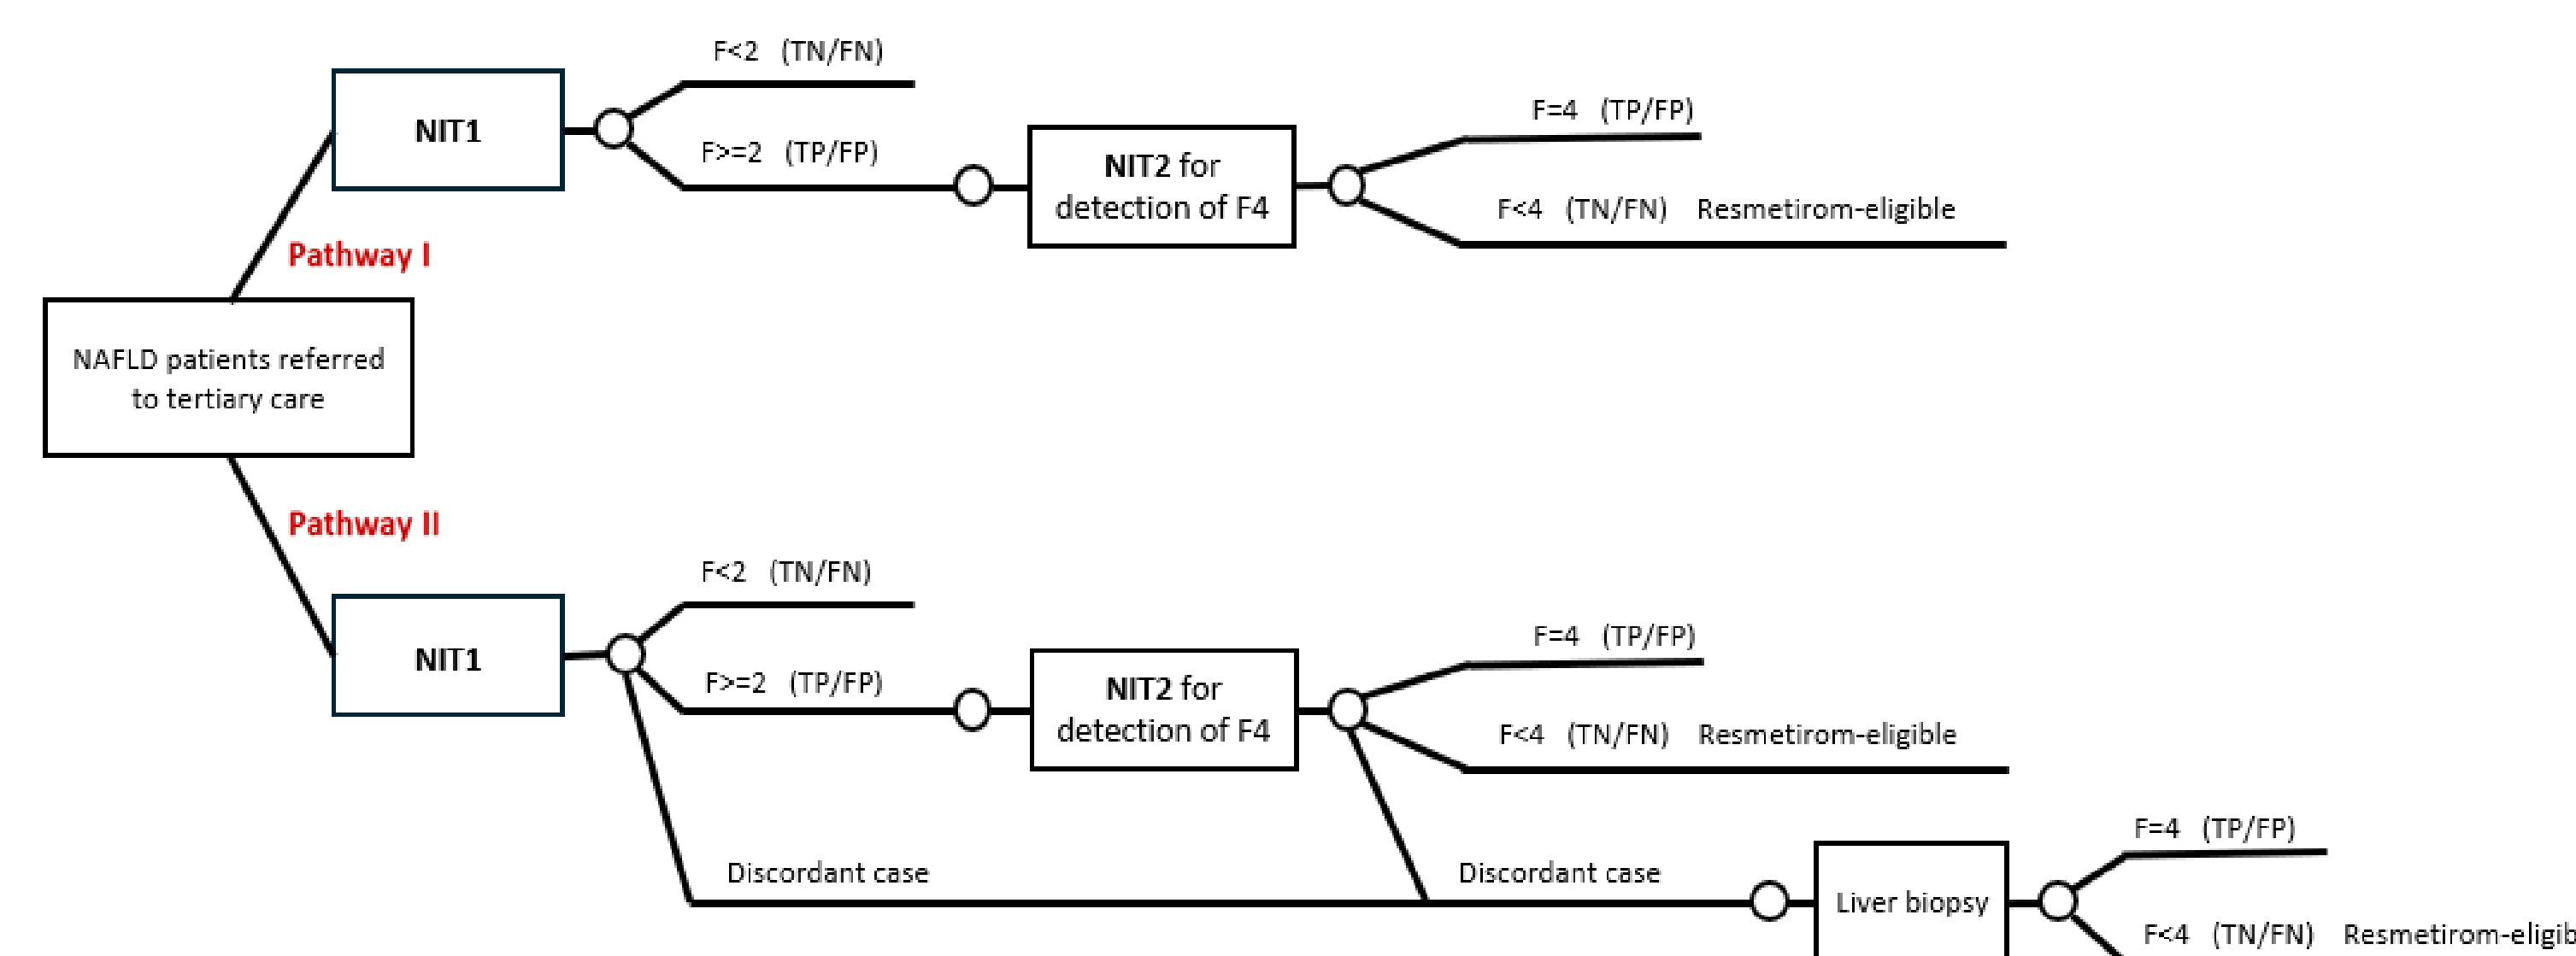 F<2 (TN/FN)
NIT1
F>=2 (TP/FP)
NIT2 for
detection of F4
F=4 (TP/FP)
F<4 (TN/FN) Resmetirom-eligible
Pathway I
NAFLD patients referred
to tertiary care
Pathway II
F<2 (TN/FN)
NIT1
F>=2 (TP/FP)
NIT2 for
detection of F4
F=4 (TP/FP)
F<4 (TN/FN) Resmetirom-eligible
Discordant case
Discordant case
Liver biopsy
F=4 (TP/FP)
F<4 (TN/FN) Resmetirom-eligib